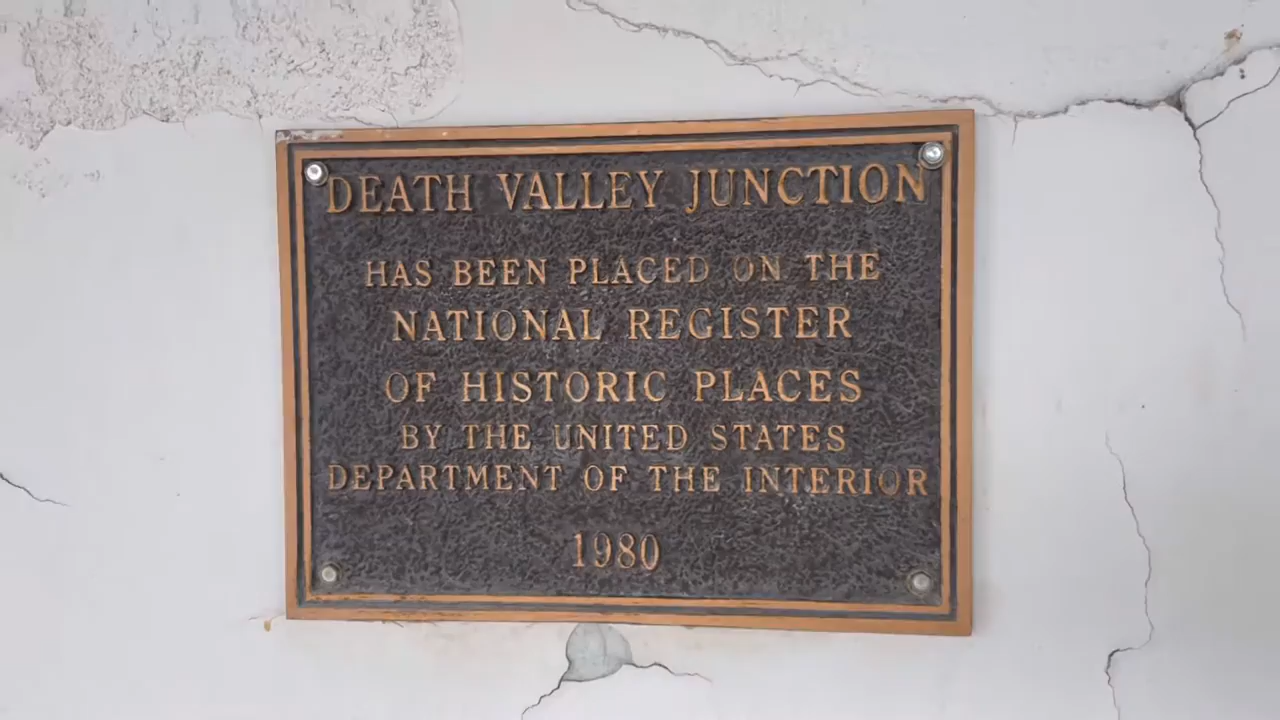 DEATH VALLEY JUNCTION
HAS BEEN PLACED ON THE
NATIONAL REGISTER
OF HISTORIC PLACES
BY THE UNITED STATES
DEPARTMENT OF THE INTERIOR
1980